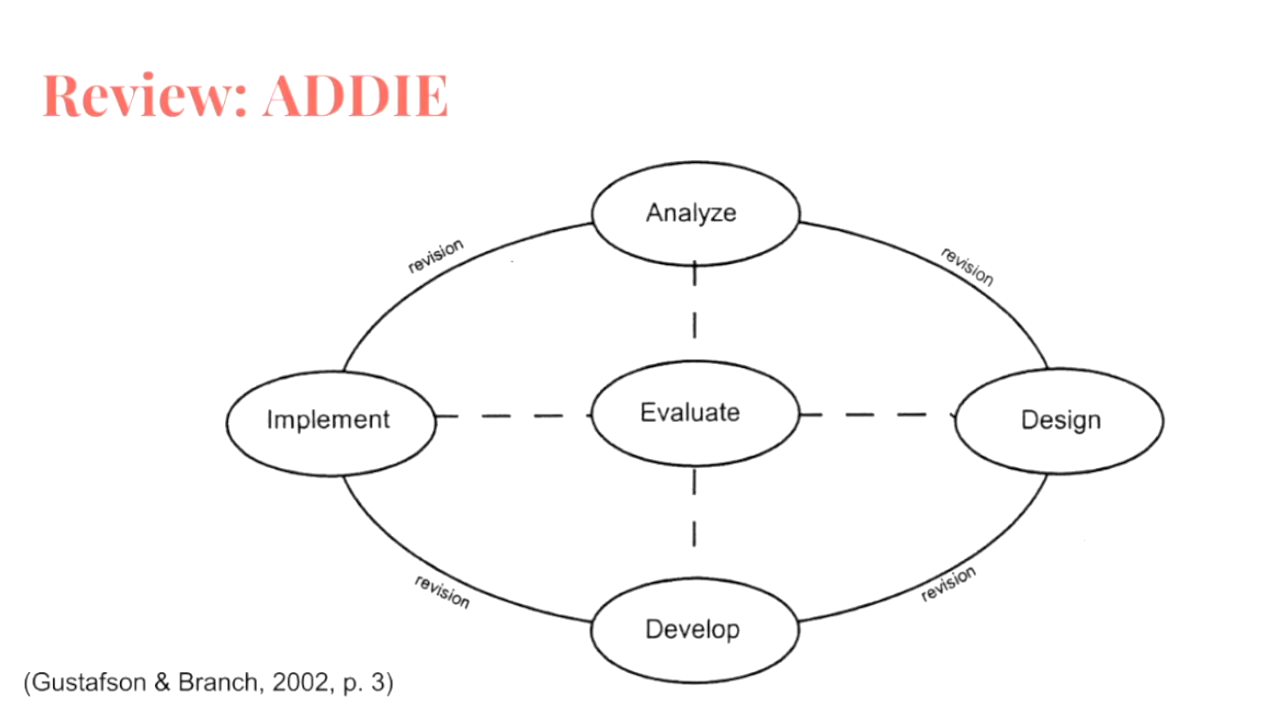 Review: ADDIE
Analyze
revision
revision
Implement
Evaluate
Design
revision
revision
Develop
(Gustafson & Branch, 2002, p. 3)